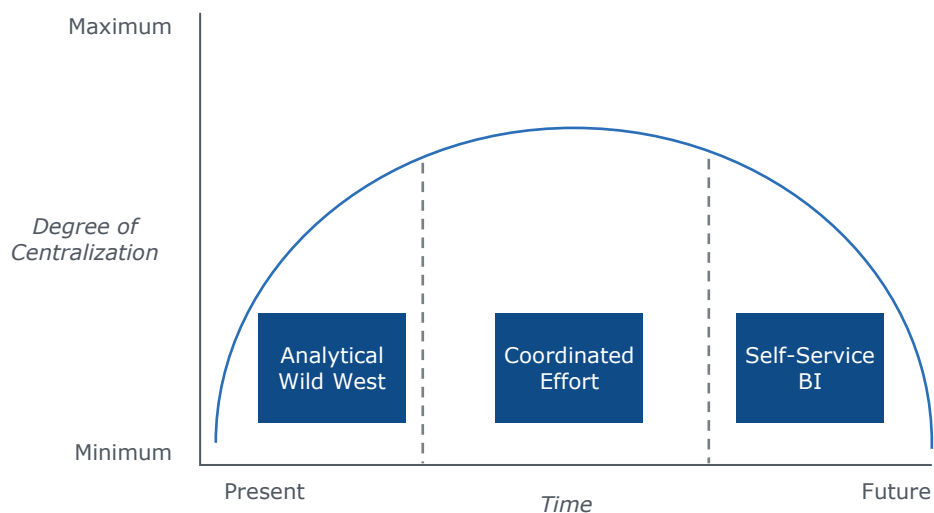 Maximum
Degree of
Centralization
Analytical
Wild West
Coordinated
Effort
Self-Service
BI
Minimum
Present
Time
Future